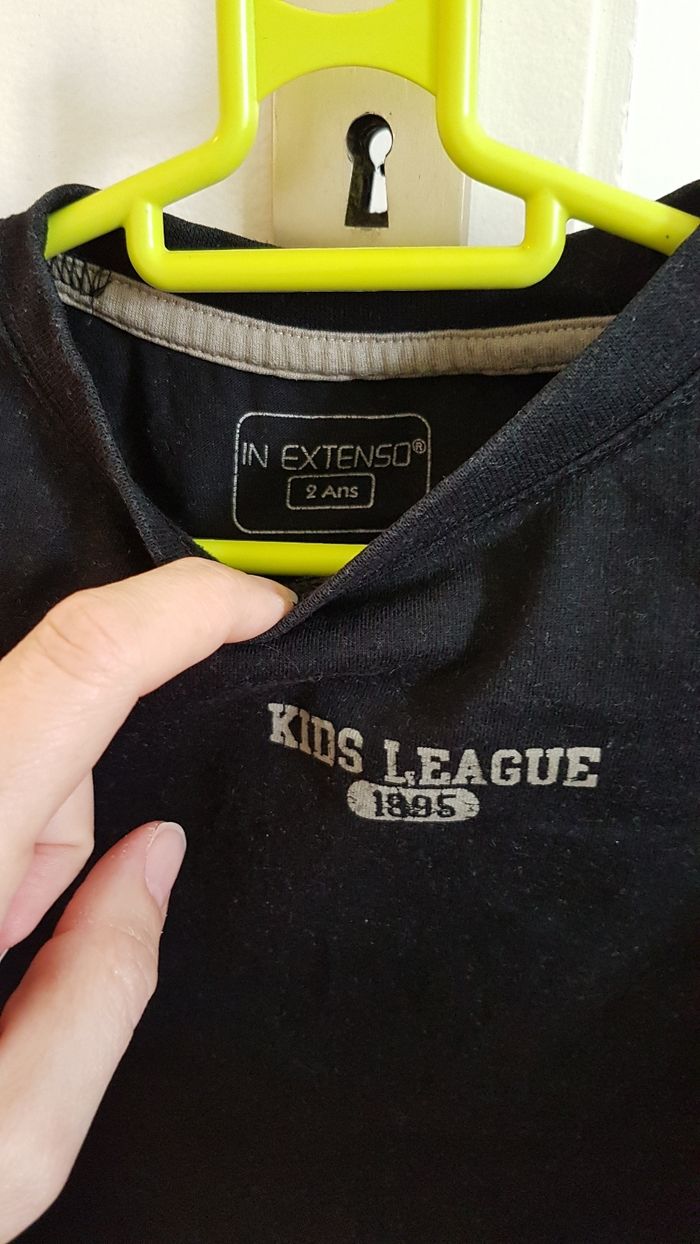 IN EXTENSO®
2 Ans
KIDS LEAGUE
1895